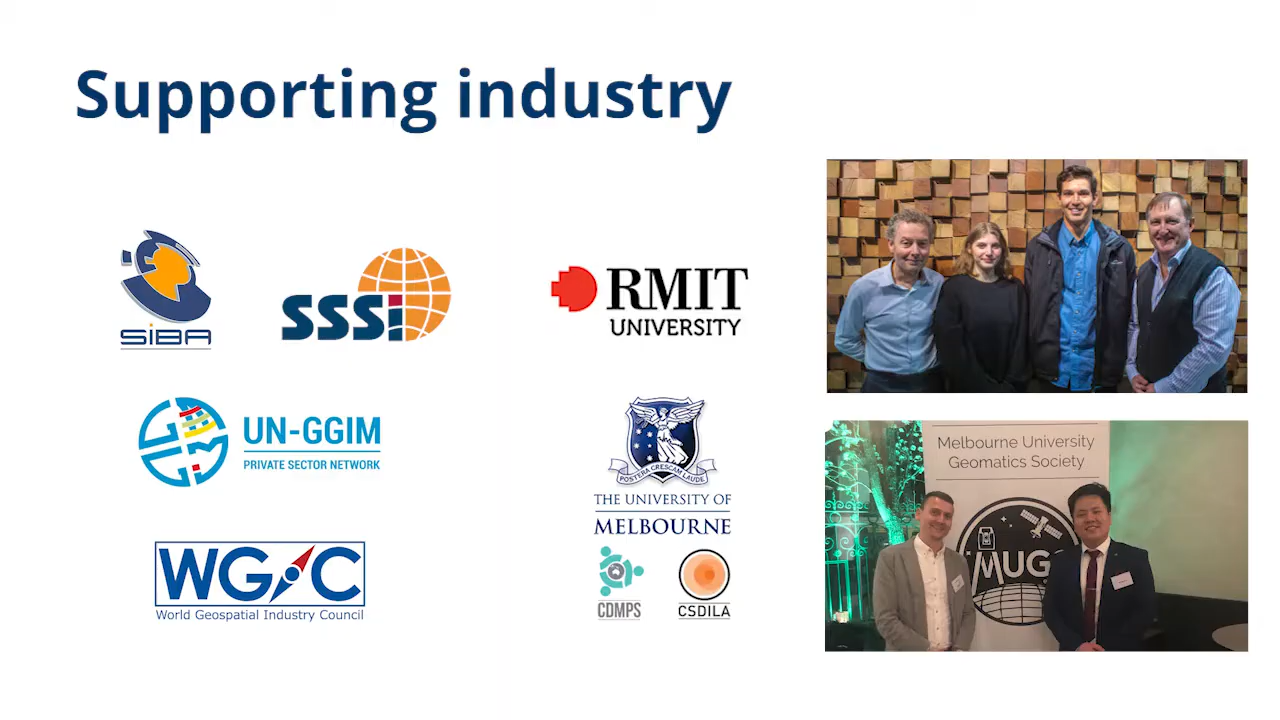 Supporting industry
SIBA
SSSi
RMIT
UNIVERSITY
UN-GGIM
PRIVATE SECTOR NETWORK
POSTERA CRESCAM LAUDE
THE UNIVERSITY OF
MELBOURNE
WGIC
World Geospatial Industry Council
CDMPS
CSDILA
Melbourne University
Geomatics Society
MUG